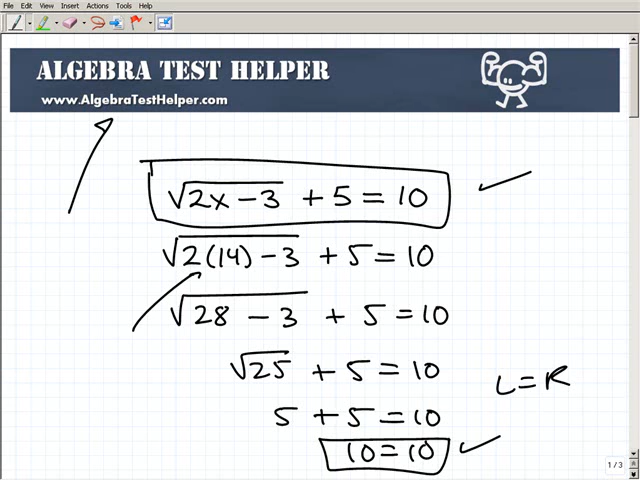 File Edit View Insert Actions Tools Help
ALGEBRA TEST HELPER
www.AlgebraTestHelper.com
√2x − 3 + 5 = 10
√2(14) − 3 + 5 = 10
√28 − 3 + 5 = 10
√25 + 5 = 10
L = R
5 + 5 = 10
10 = 10
1 / 3